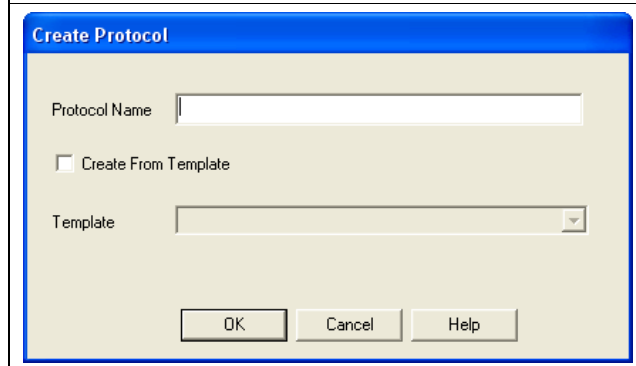 Create Protocol
Protocol Name
Create From Template
Template
OK Cancel Help